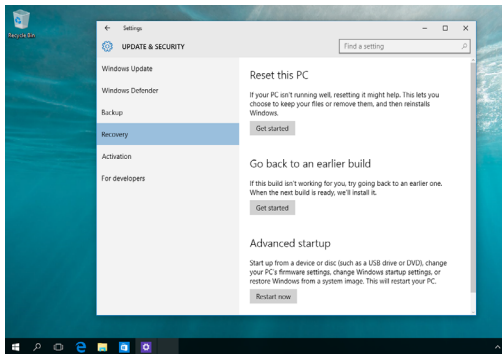 Recycle Bin
Settings
UPDATE & SECURITY
Find a setting
Windows Update
Windows Defender
Backup
Recovery
Activation
For developers
Reset this PC
If your PC isn't running well, resetting it might help. This lets you
choose to keep your files or remove them, and then reinstalls
Windows.
Get started
Go back to an earlier build
If this build isn't working for you, try going back to an earlier one.
When the next build is ready, we'll install it.
Get started
Advanced startup
Start up from a device or disc (such as a USB drive or DVD), change
your PC's firmware settings, change Windows startup settings, or
restore Windows from a system image. This will restart your PC.
Restart now